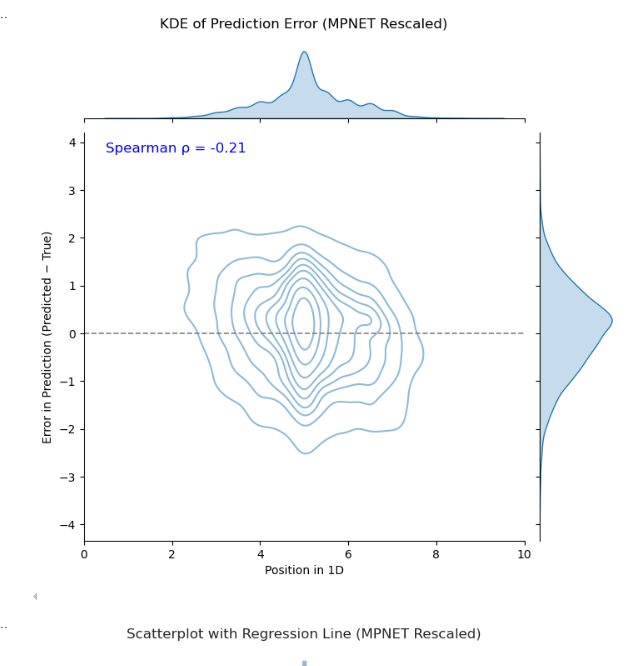 ..
KDE of Prediction Error (MPNET Rescaled)
Spearman ρ = -0.21
4
3
2
1
0
−1
−2
−3
−4
Error in Prediction (Predicted − True)
0 2 4 6 8 10
Position in 1D
..
Scatterplot with Regression Line (MPNET Rescaled)